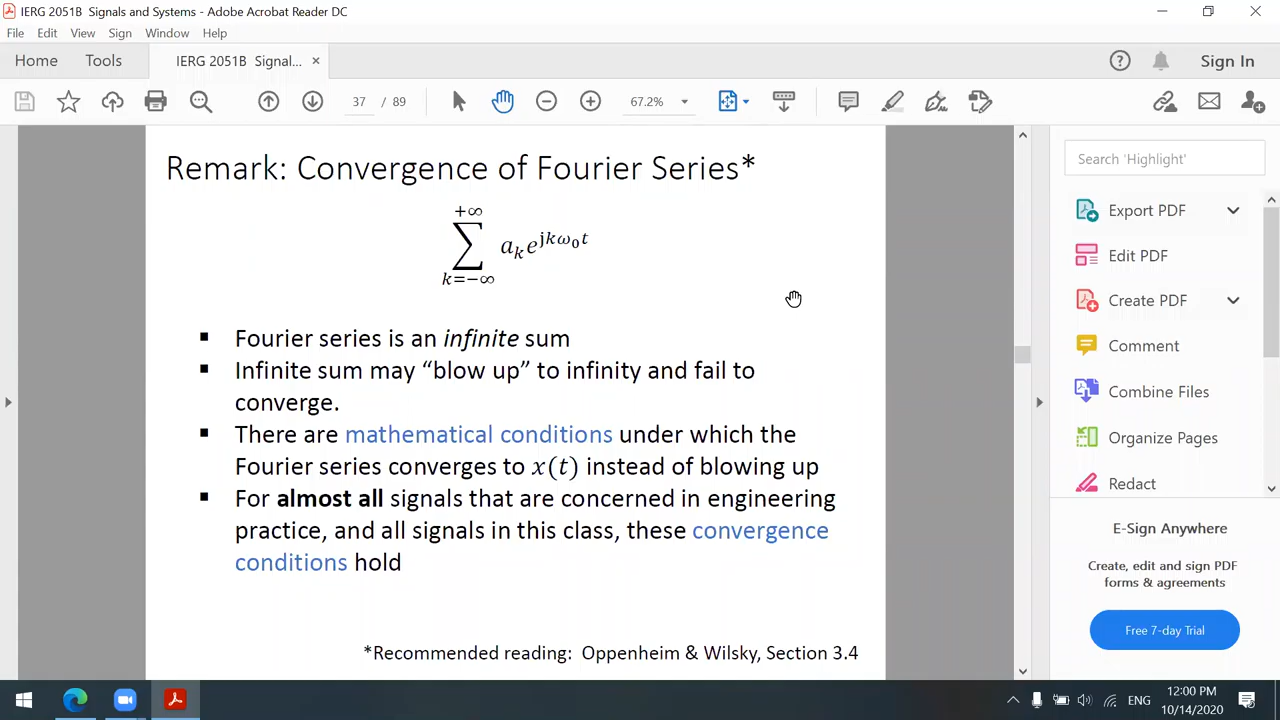 IERG 2051B  Signals and Systems - Adobe Acrobat Reader DC
File Edit View Sign Window Help
Home Tools IERG 2051B  Signal... × Sign In
37 / 89 67.2%
Remark: Convergence of Fourier Series*
+∞
∑ a_k e^{jkω_0 t}
k=−∞
▪ Fourier series is an infinite sum
▪ Infinite sum may “blow up” to infinity and fail to
converge.
▪ There are mathematical conditions under which the
Fourier series converges to x(t) instead of blowing up
▪ For almost all signals that are concerned in engineering
practice, and all signals in this class, these convergence
conditions hold
*Recommended reading:  Oppenheim & Wilsky, Section 3.4
Search 'Highlight'
Export PDF
Edit PDF
Create PDF
Comment
Combine Files
Organize Pages
Redact
E-Sign Anywhere
Create, edit and sign PDF
forms & agreements
Free 7-day Trial
ENG
12:00 PM
10/14/2020